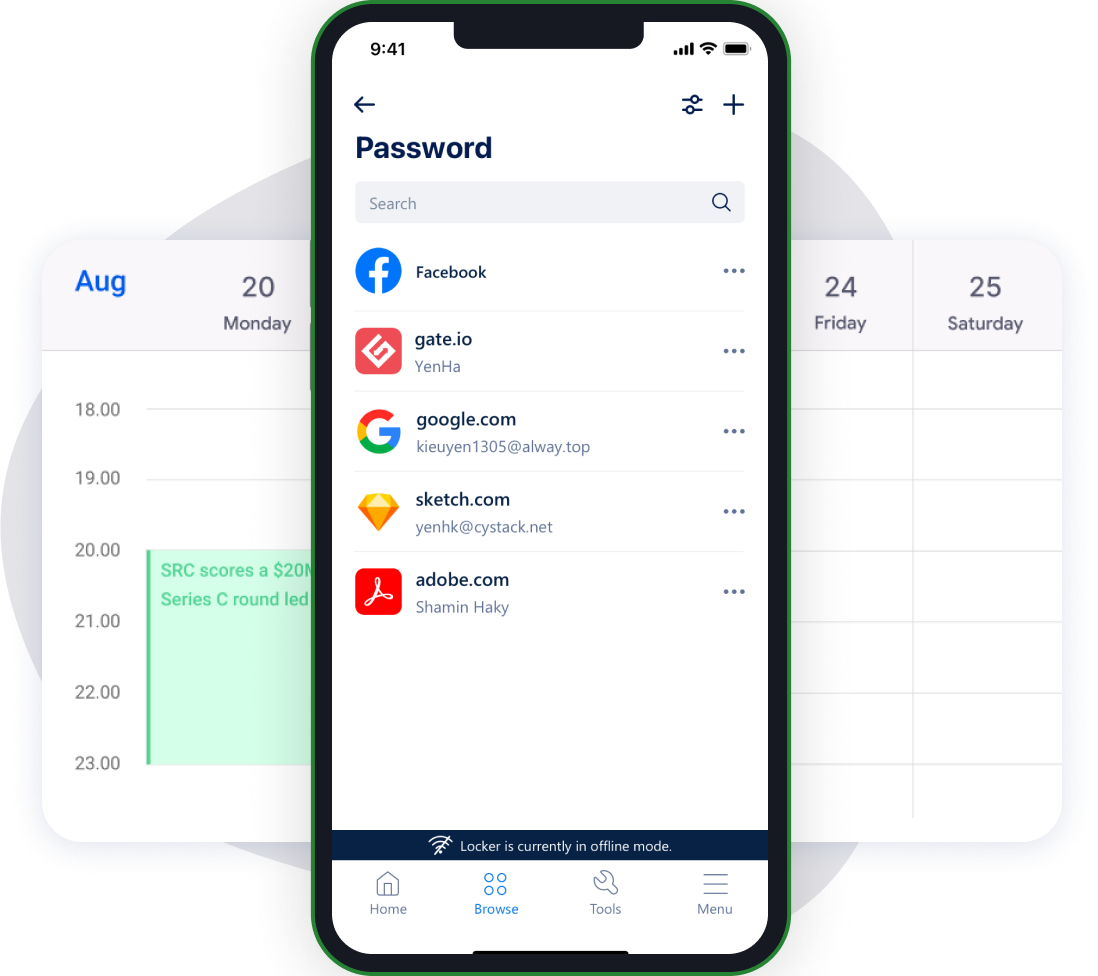 9:41
Password
Search
Facebook
gate.io
YenHa
google.com
kieuyen1305@alway.top
sketch.com
yenhk@cystack.net
adobe.com
Shamin Haky
Locker is currently in offline mode.
Home
Browse
Tools
Menu
Aug
20
Monday
24
Friday
25
Saturday
18.00
19.00
20.00
21.00
22.00
23.00
SRC scores a $20M
Series C round led